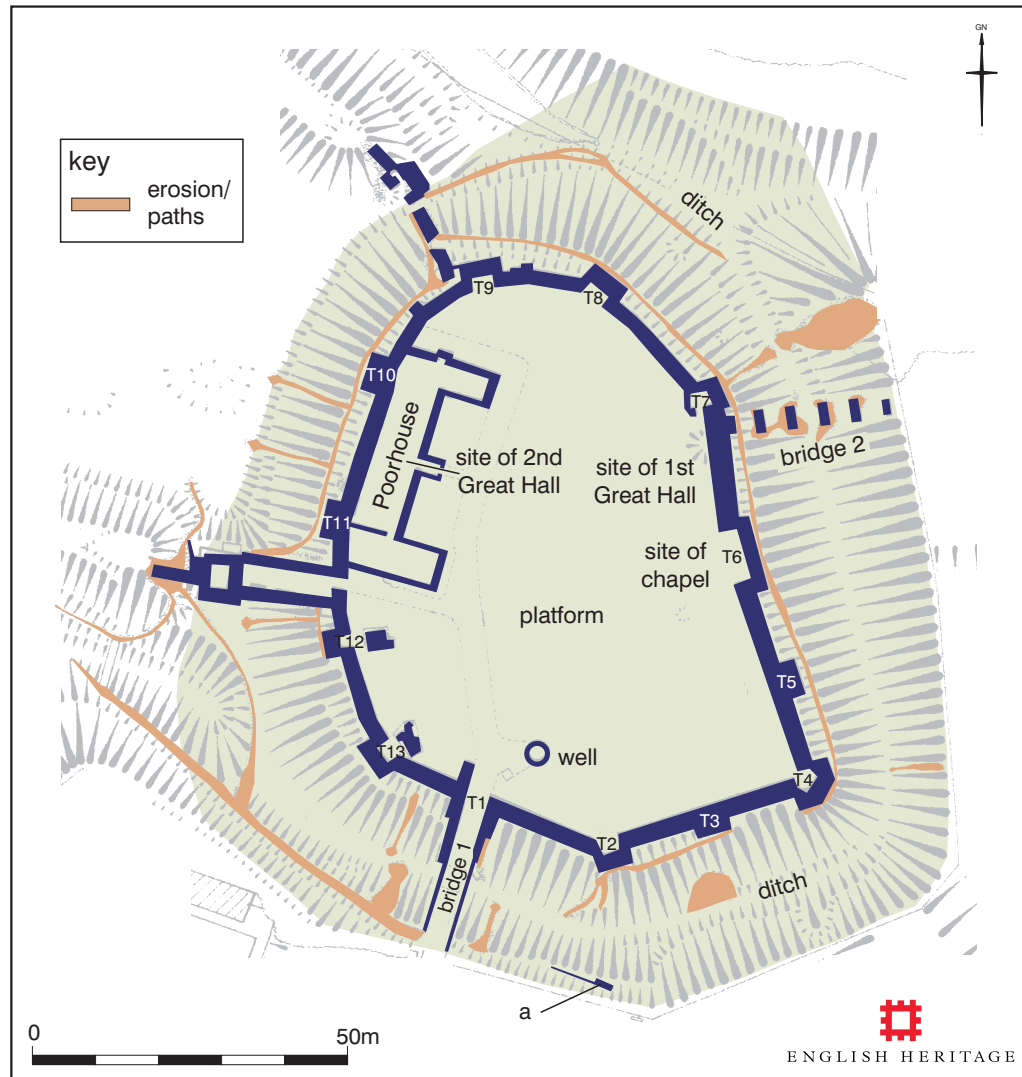 GN
key
erosion/
paths
ditch
T9
T8
T10
T7
Poorhouse
bridge 2
site of 2nd
Great Hall
site of 1st
Great Hall
T11
T6
site of
chapel
platform
T12
T5
T13
well
T4
T1
T3
T2
bridge 1
ditch
a
0
50m
ENGLISH HERITAGE